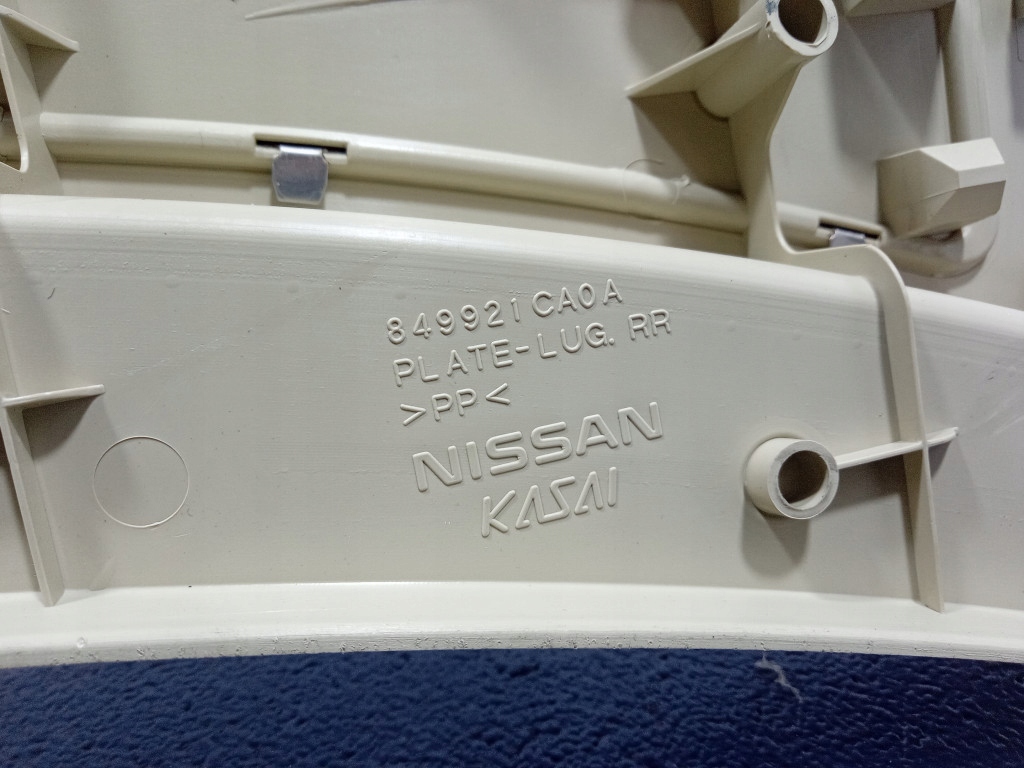 849921CA0A
PLATE-LUG. RR
>PP<
NISSAN
KASAI